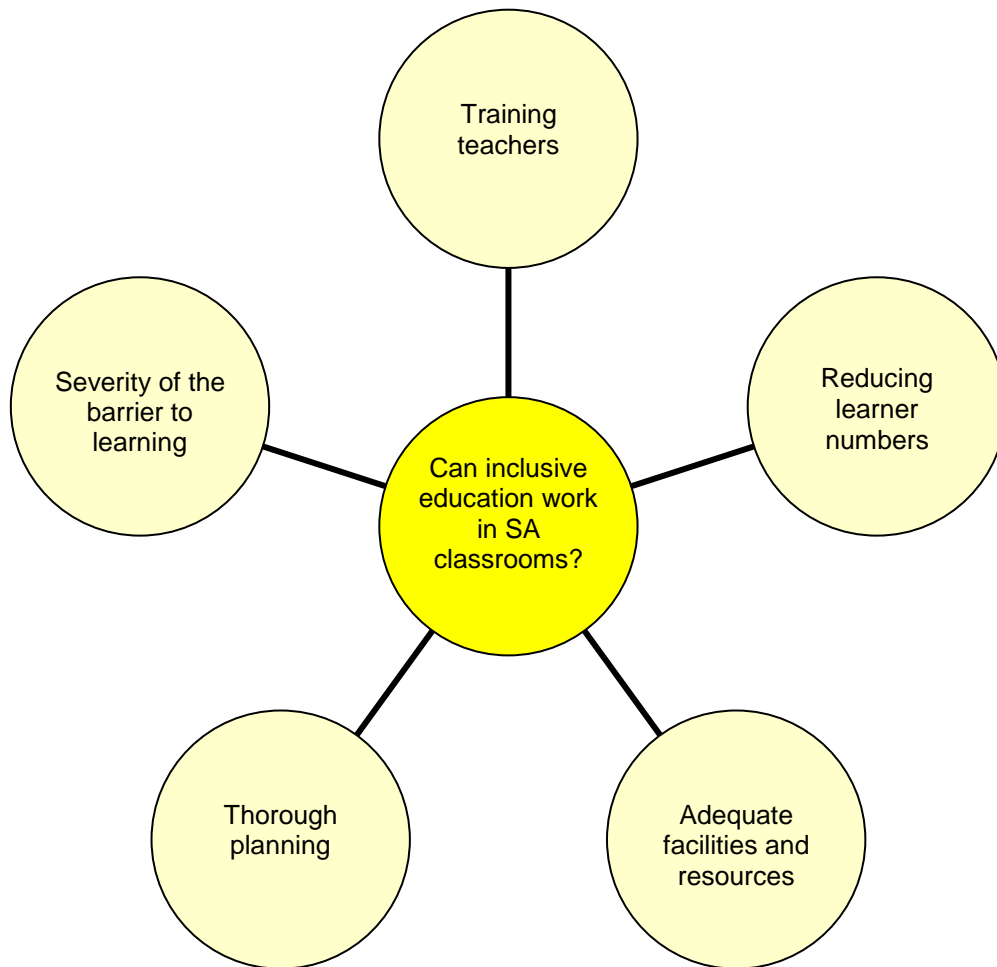 Training
teachers
Severity of the
barrier to
learning
Reducing
learner
numbers
Can inclusive
education work
in SA
classrooms?
Thorough
planning
Adequate
facilities and
resources